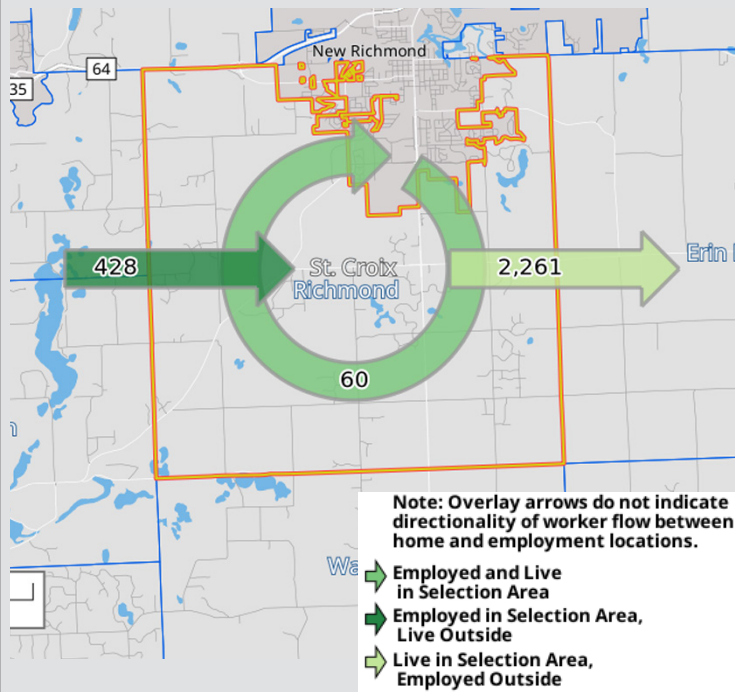 New Richmond
64
35
Erin
428
St. Croix
2,261
Richmond
60
Note: Overlay arrows do not indicate
directionality of worker flow between
home and employment locations.
Wa
Employed and Live
in Selection Area
Employed in Selection Area,
Live Outside
Live in Selection Area,
Employed Outside